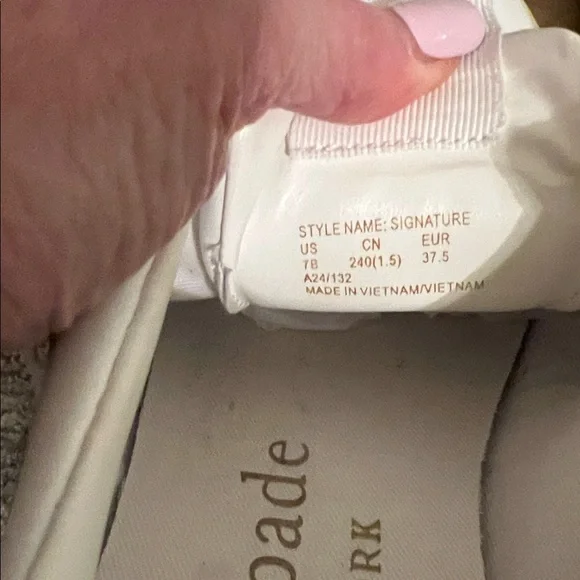 STYLE NAME: SIGNATURE
US CN EUR
7B 240(1.5) 37.5
A24/132
MADE IN VIETNAM/VIETNAM
pade
RK